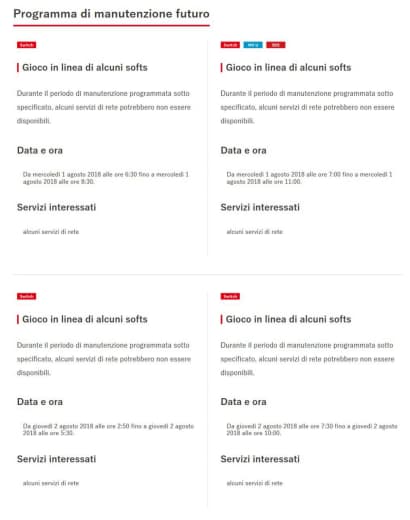 Programma di manutenzione futuro
Switch
Gioco in linea di alcuni softs
Durante il periodo di manutenzione programmata sotto
specificato, alcuni servizi di rete potrebbero non essere
disponibili.
Data e ora
Da mercoledì 1 agosto 2018 alle ore 6:30 fino a mercoledì 1
agosto 2018 alle ore 8:30.
Servizi interessati
alcuni servizi di rete
Switch Wii U 3DS
Gioco in linea di alcuni softs
Durante il periodo di manutenzione programmata sotto
specificato, alcuni servizi di rete potrebbero non essere
disponibili.
Data e ora
Da mercoledì 1 agosto 2018 alle ore 7:00 fino a mercoledì 1
agosto 2018 alle ore 11:00.
Servizi interessati
alcuni servizi di rete
Switch
Gioco in linea di alcuni softs
Durante il periodo di manutenzione programmata sotto
specificato, alcuni servizi di rete potrebbero non essere
disponibili.
Data e ora
Da giovedì 2 agosto 2018 alle ore 2:50 fino a giovedì 2 agosto
2018 alle ore 5:30.
Servizi interessati
alcuni servizi di rete
Switch
Gioco in linea di alcuni softs
Durante il periodo di manutenzione programmata sotto
specificato, alcuni servizi di rete potrebbero non essere
disponibili.
Data e ora
Da giovedì 2 agosto 2018 alle ore 7:30 fino a giovedì 2 agosto
2018 alle ore 10:00.
Servizi interessati
alcuni servizi di rete